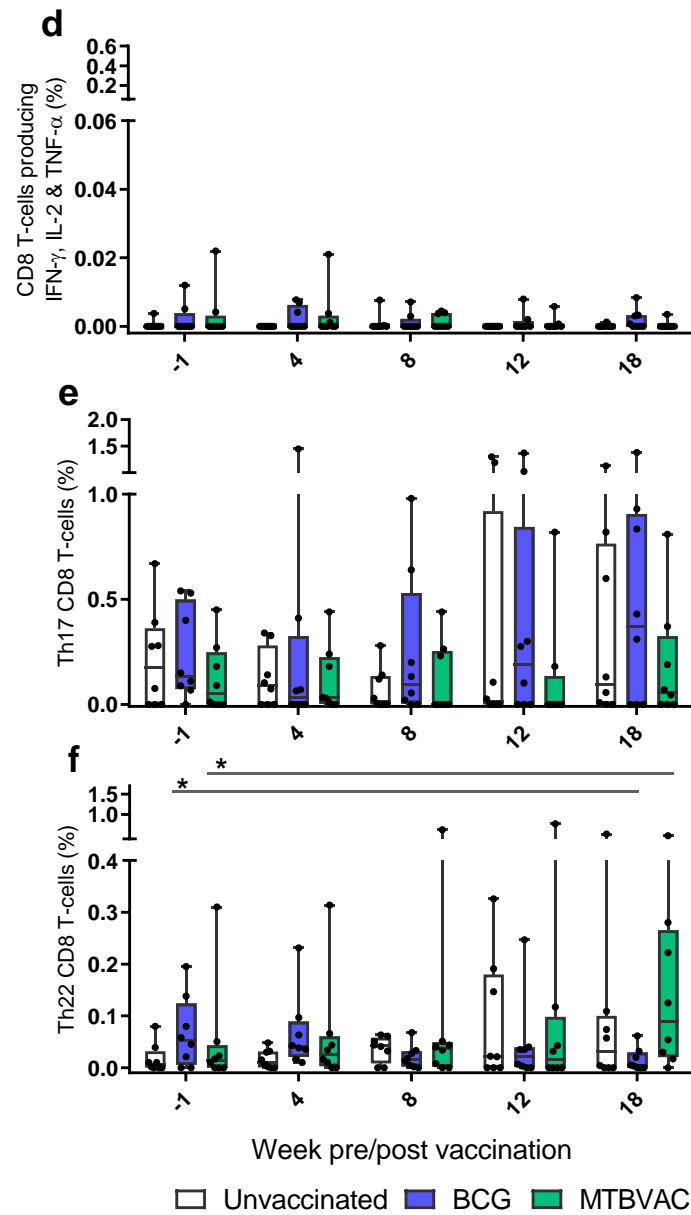 d
CD8 T-cells producing
IFN-γ, IL-2 & TNF-α (%)
0.6
0.4
0.2
0.06
0.04
0.02
0.00
-1 4 8 12 18
e
Th17 CD8 T-cells (%)
2.0
1.5
1.0
0.5
0.0
-1 4 8 12 18
f
* *
Th22 CD8 T-cells (%)
1.5
1.0
0.4
0.3
0.2
0.1
0.0
-1 4 8 12 18
Week pre/post vaccination
Unvaccinated BCG MTBVAC